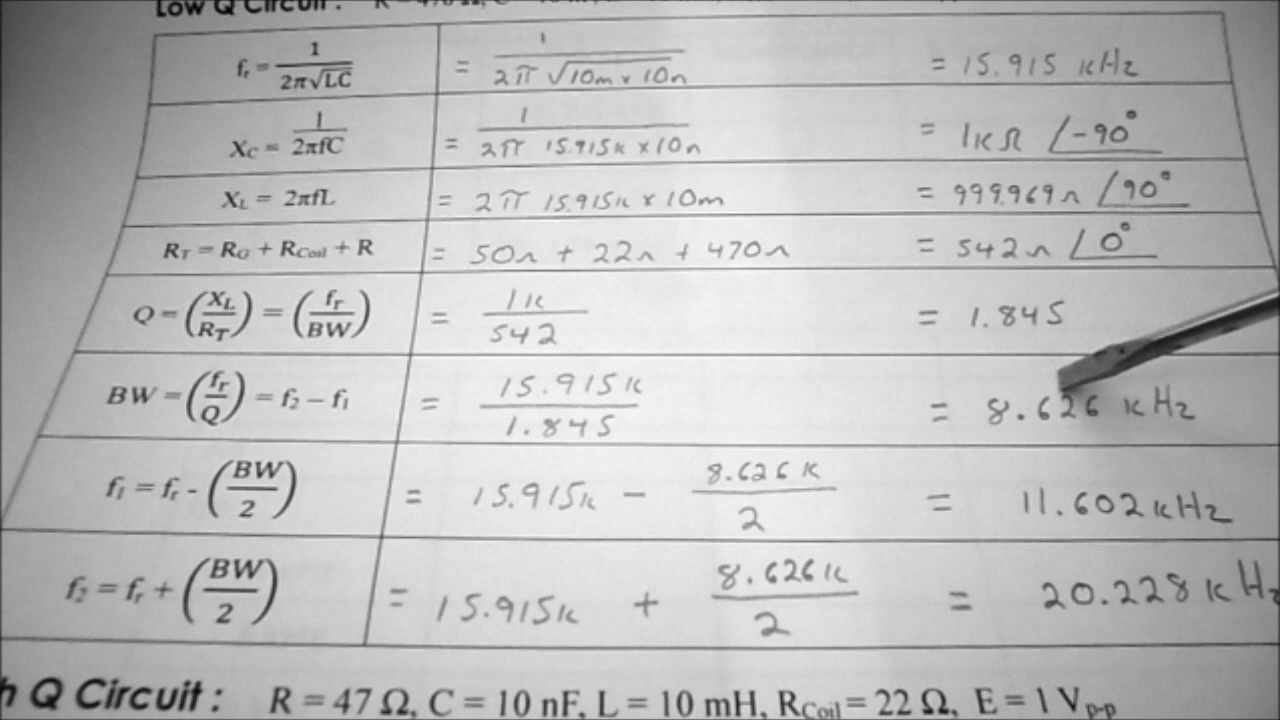 Low Q Circuit :
fr = 1 / 2π√LC = 1 / 2π √10m x 10n = 15.915 kHz
XC = 1 / 2πfC = 1 / 2π 15.915k x 10n = 1kΩ ∠-90°
XL = 2πfL = 2π 15.915k x 10m = 999.969Ω ∠90°
RT = RG + RCoil + R = 50Ω + 22Ω + 470Ω = 542Ω ∠0°
Q = (XL / RT) = (fr / BW) = 1k / 542 = 1.845
BW = (fr / Q) = f2 – f1 = 15.915k / 1.845 = 8.626 kHz
f1 = fr - (BW / 2) = 15.915k - 8.626k / 2 = 11.602kHz
f2 = fr + (BW / 2) = 15.915k + 8.626k / 2 = 20.228kHz
h Q Circuit : R = 47 Ω, C = 10 nF, L = 10 mH, RCoil = 22 Ω, E = 1 Vp-p